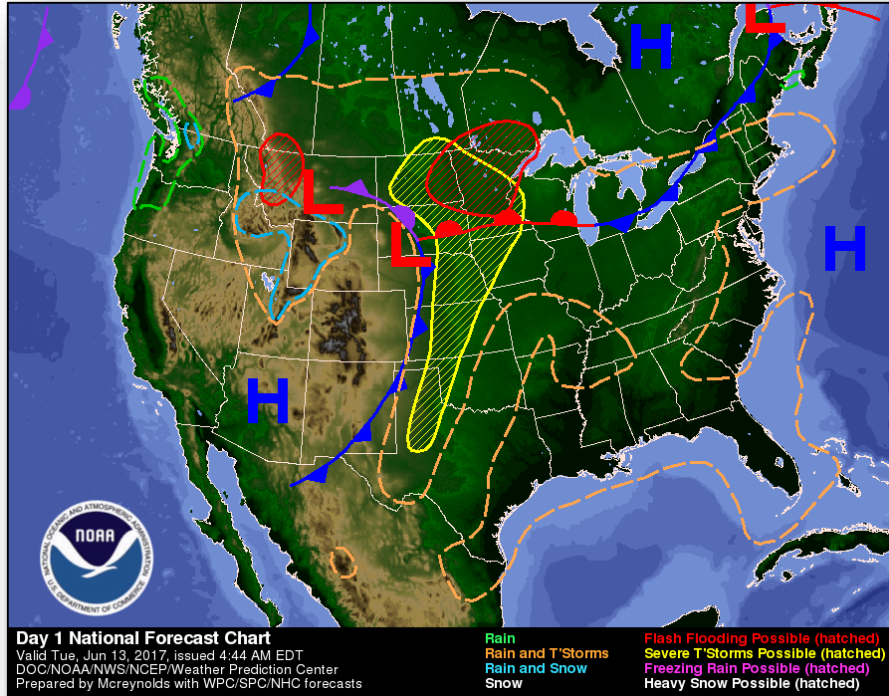 L
H
L
L
H
H
NATIONAL OCEANIC AND ATMOSPHERIC ADMINISTRATION
NOAA
U.S. DEPARTMENT OF COMMERCE
Day 1 National Forecast Chart
Valid Tue, Jun 13, 2017, issued 4:44 AM EDT
DOC/NOAA/NWS/NCEP/Weather Prediction Center
Prepared by Mcreynolds with WPC/SPC/NHC forecasts
Rain
Rain and T'Storms
Rain and Snow
Snow
Flash Flooding Possible (hatched)
Severe T'Storms Possible (hatched)
Freezing Rain Possible (hatched)
Heavy Snow Possible (hatched)